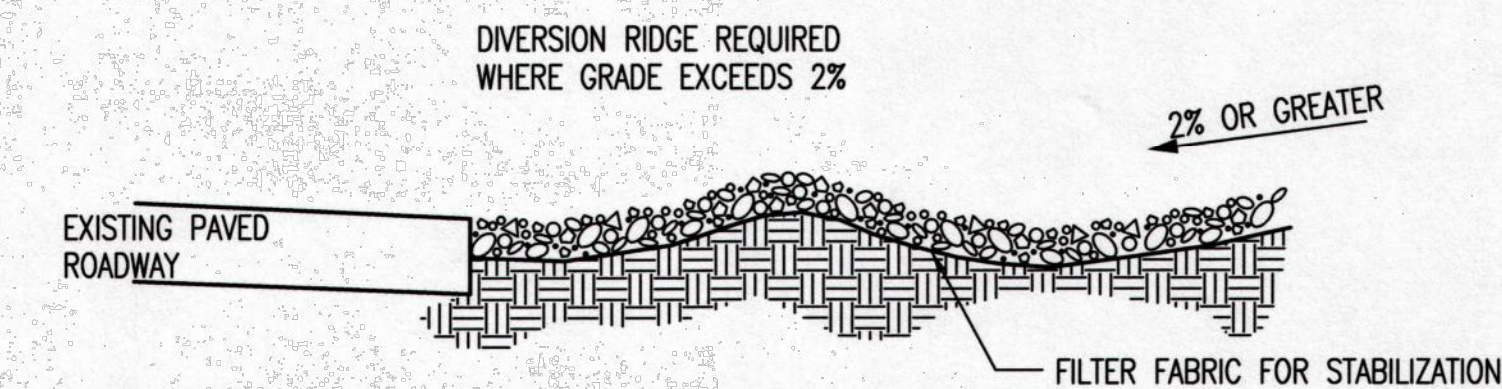 DIVERSION RIDGE REQUIRED
WHERE GRADE EXCEEDS 2%
2% OR GREATER
EXISTING PAVED
ROADWAY
FILTER FABRIC FOR STABILIZATION